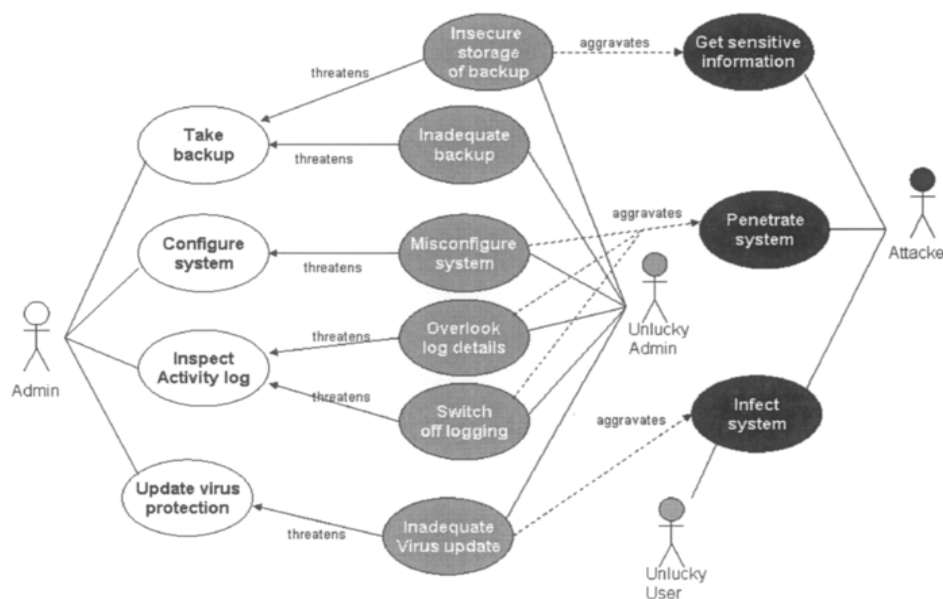 Insecure
storage
of backup
aggravates
Get sensitive
information
threatens
Take
backup
threatens
Inadequate
backup
aggravates
Penetrate
system
Attacke
Configure
system
threatens
Misconfigure
system
Unlucky
Admin
Admin
Inspect
Activity log
threatens
Overlook
log details
threatens
Switch
off logging
aggravates
Infect
system
Update virus
protection
threatens
Inadequate
Virus update
Unlucky
User